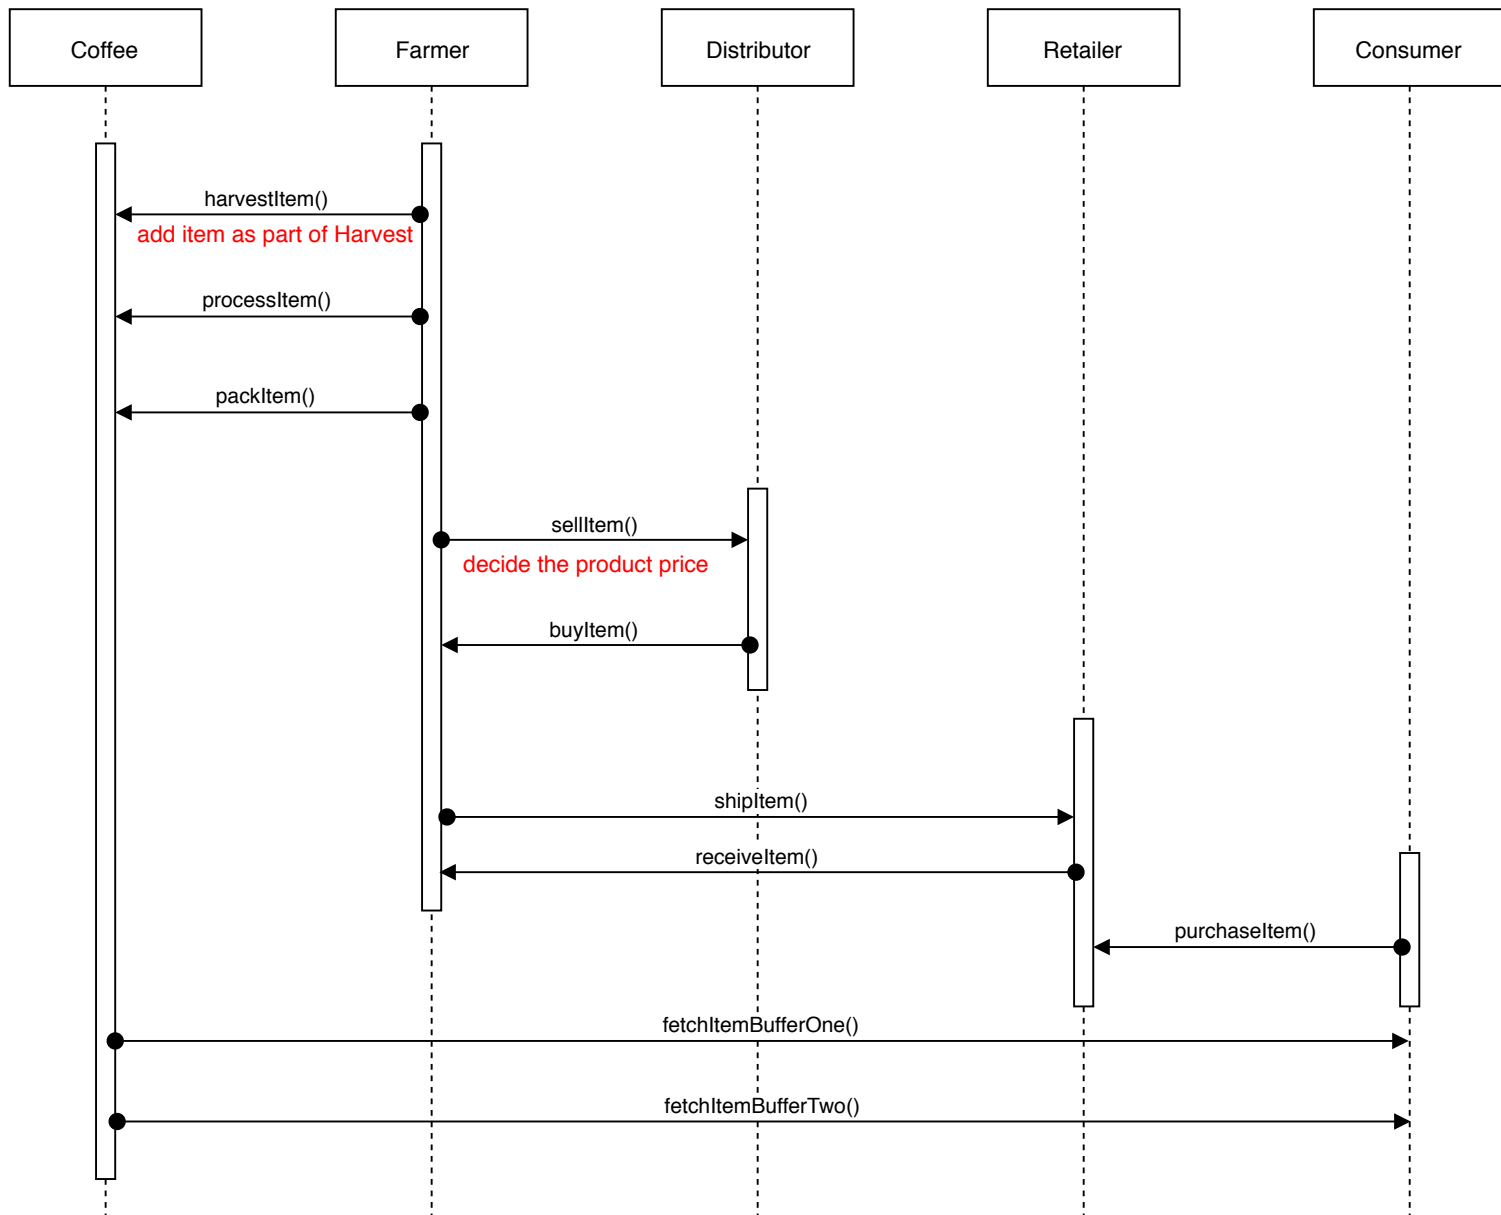 Coffee
Farmer
Distributor
Retailer
Consumer
harvestItem()
add item as part of Harvest
processItem()
packItem()
sellItem()
decide the product price
buyItem()
shipItem()
receiveItem()
purchaseItem()
fetchItemBufferOne()
fetchItemBufferTwo()